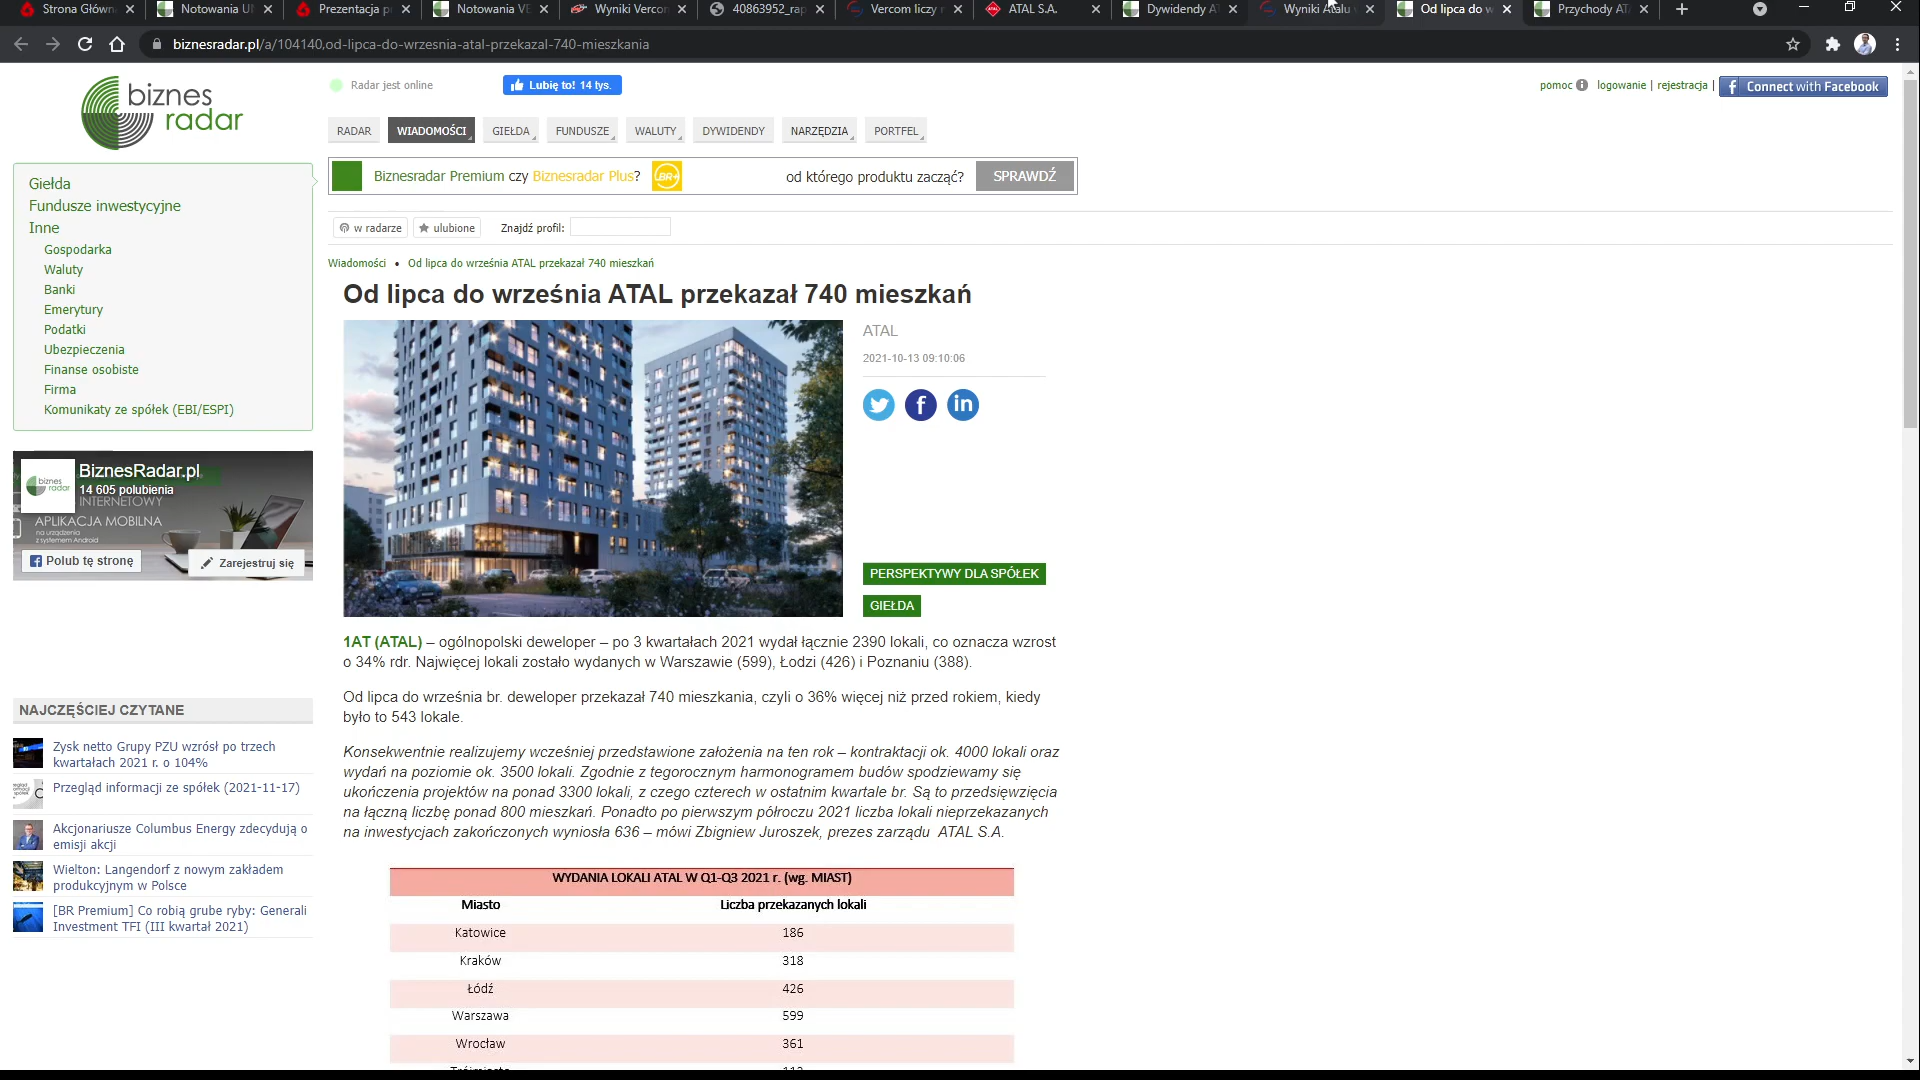 Strona Główn
Notowania U
Prezentacja p
Notowania VE
Wyniki Vercon
40863952_rap
Vercom liczy r
ATAL S.A.
Dywidendy A
Wyniki Atalu
Od lipca do w
Przychody ATA
biznesradar.pl/a/104140,od-lipca-do-wrzesnia-atal-przekazal-740-mieszkania
biznes
radar
Radar jest online
Lubię to! 14 tys.
pomoc
logowanie | rejestracja |
Connect with Facebook
RADAR
WIADOMOŚCI
GIEŁDA
FUNDUSZE
WALUTY
DYWIDENDY
NARZĘDZIA
PORTFEL
Biznesradar Premium czy Biznesradar Plus?
BR+
od którego produktu zacząć?
SPRAWDŹ
w radarze
ulubione
Znajdź profil:
Giełda
Fundusze inwestycyjne
Inne
Gospodarka
Waluty
Banki
Emerytury
Podatki
Ubezpieczenia
Finanse osobiste
Firma
Komunikaty ze spółek (EBI/ESPI)
BiznesRadar.pl
14 605 polubienia
INTERNETOWY
APLIKACJA MOBILNA
na urządzenia
z systemem Android
biznes
radar
Polub tę stronę
Zarejestruj się
NAJCZĘŚCIEJ CZYTANE
Zysk netto Grupy PZU wzrósł po trzech
kwartałach 2021 r. o 104%
Przegląd informacji ze spółek (2021-11-17)
Akcjonariusze Columbus Energy zdecydują o
emisji akcji
Wielton: Langendorf z nowym zakładem
produkcyjnym w Polsce
[BR Premium] Co robią grube ryby: Generali
Investment TFI (III kwartał 2021)
Wiadomości • Od lipca do września ATAL przekazał 740 mieszkań
Od lipca do września ATAL przekazał 740 mieszkań
ATAL
2021-10-13 09:10:06
PERSPEKTYWY DLA SPÓŁEK
GIEŁDA
1AT (ATAL) – ogólnopolski deweloper – po 3 kwartałach 2021 wydał łącznie 2390 lokali, co oznacza wzrost
o 34% rdr. Najwięcej lokali zostało wydanych w Warszawie (599), Łodzi (426) i Poznaniu (388).
Od lipca do września br. deweloper przekazał 740 mieszkania, czyli o 36% więcej niż przed rokiem, kiedy
było to 543 lokale.
Konsekwentnie realizujemy wcześniej przedstawione założenia na ten rok – kontraktacji ok. 4000 lokali oraz
wydań na poziomie ok. 3500 lokali. Zgodnie z tegorocznym harmonogramem budów spodziewamy się
ukończenia projektów na ponad 3300 lokali, z czego czterech w ostatnim kwartale br. Są to przedsięwzięcia
na łączną liczbę ponad 800 mieszkań. Ponadto po pierwszym półroczu 2021 liczba lokali nieprzekazanych
na inwestycjach zakończonych wyniosła 636 – mówi Zbigniew Juroszek, prezes zarządu ATAL S.A.
WYDANIA LOKALI ATAL W Q1-Q3 2021 r. (wg. MIAST)
Miasto Liczba przekazanych lokali
Katowice 186
Kraków 318
Łódź 426
Warszawa 599
Wrocław 361